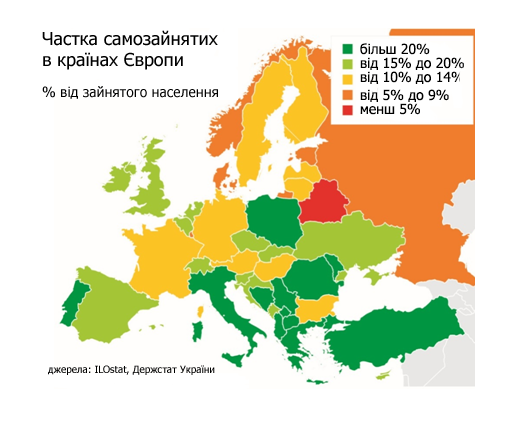 Частка самозайнятих
в країнах Європи
% від зайнятого населення
більш 20%
від 15% до 20%
від 10% до 14%
від 5% до 9%
менш 5%
джерела: ILOstat, Держстат України